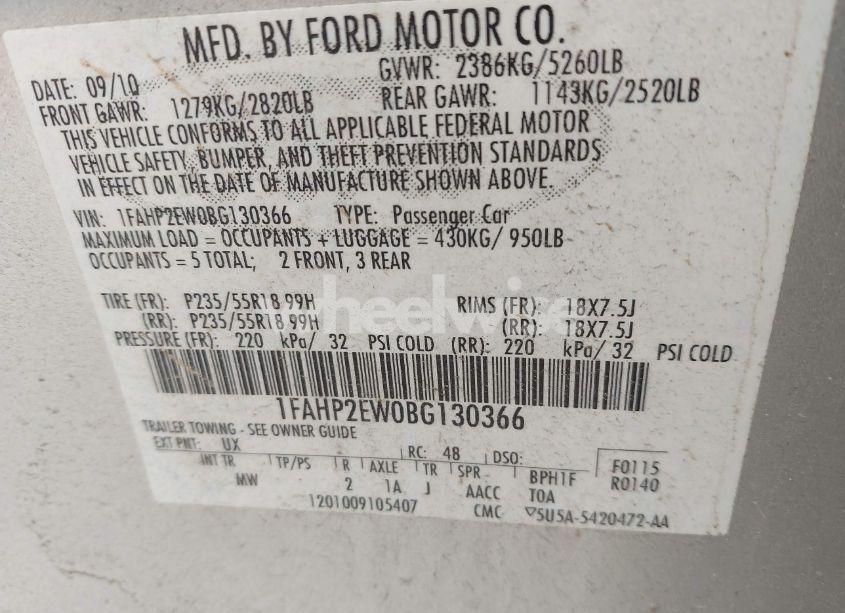 MFD. BY FORD MOTOR CO.
DATE: 09/10 GVWR: 2386KG/5260LB
FRONT GAWR: 1279KG/2820LB REAR GAWR: 1143KG/2520LB
THIS VEHICLE CONFORMS TO ALL APPLICABLE FEDERAL MOTOR
VEHICLE SAFETY, BUMPER, AND THEFT PREVENTION STANDARDS
IN EFFECT ON THE DATE OF MANUFACTURE SHOWN ABOVE.
VIN: 1FAHP2EW0BG130366 TYPE: Passenger Car
MAXIMUM LOAD = OCCUPANTS + LUGGAGE = 430KG/ 950LB
OCCUPANTS = 5 TOTAL; 2 FRONT, 3 REAR
TIRE (FR): P235/55R18 99H RIMS (FR): 18X7.5J
(RR): P235/55R18 99H (RR): 18X7.5J
PRESSURE (FR): 220 kPa/ 32 PSI COLD (RR): 220 kPa/ 32 PSI COLD
1FAHP2EW0BG130366
TRAILER TOWING - SEE OWNER GUIDE
EXT PNT: UX RC: 48 DSO: F0115
INT TR TP/PS R AXLE TR SPR BPH1F R0140
MW 2 1A J AACC TOA
1201009105407 CMC ▽5U5A-5420472-AA